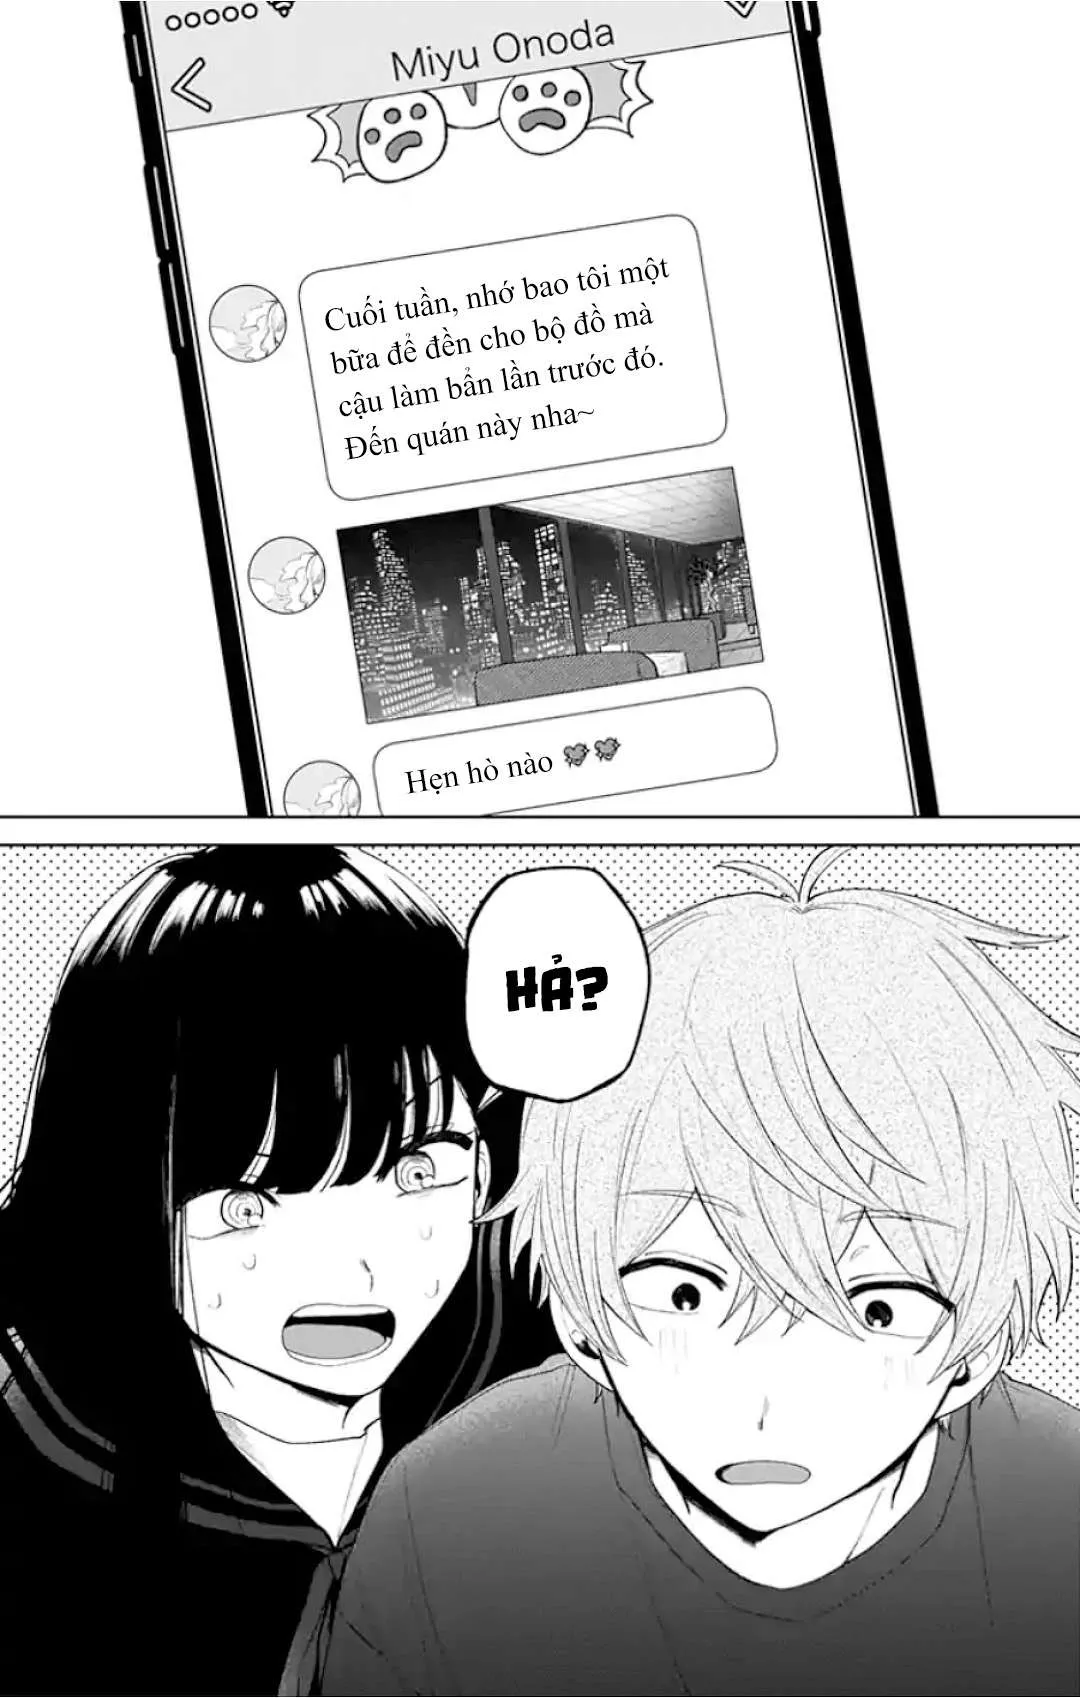 Miyu Onoda
Cuối tuần, nhớ bao tôi một
bữa để đền cho bộ đồ mà
cậu làm bẩn lần trước đó.
Đến quán này nha~
Hẹn hò nào 💘💘
HẢ?